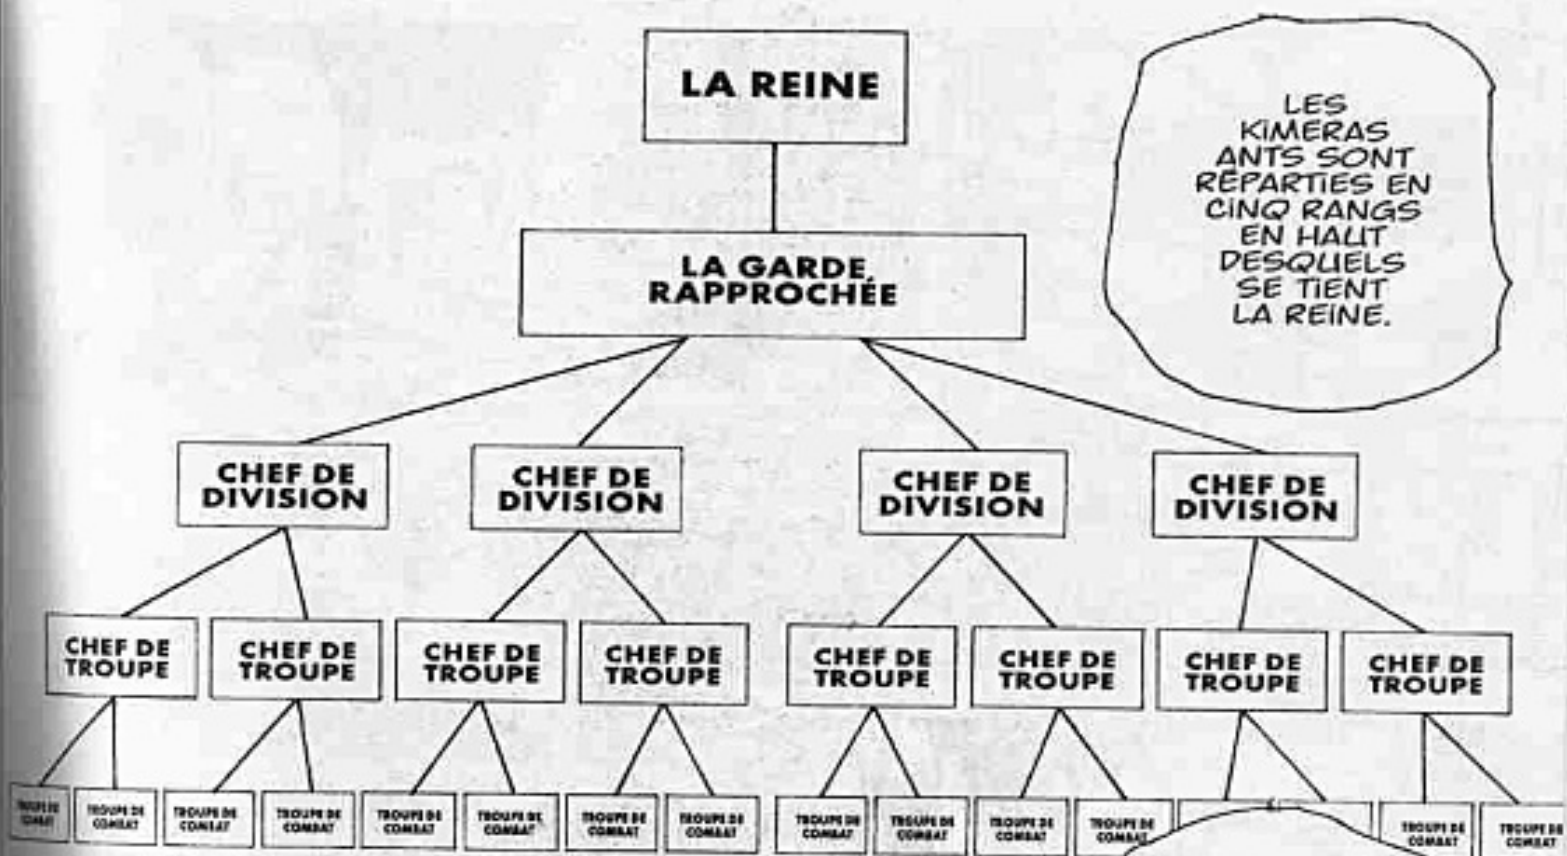 LA REINE
LES
KIMERAS
ANTS SONT
RÉPARTIES EN
CINQ RANGS
EN HAUT
DESQUELS
SE TIENT
LA REINE.
LA GARDE
RAPPROCHÉE
CHEF DE
DIVISION
CHEF DE
DIVISION
CHEF DE
DIVISION
CHEF DE
DIVISION
CHEF DE
TROUPE
CHEF DE
TROUPE
CHEF DE
TROUPE
CHEF DE
TROUPE
CHEF DE
TROUPE
CHEF DE
TROUPE
CHEF DE
TROUPE
CHEF DE
TROUPE
TROUPE DE
COMBAT
TROUPE DE
COMBAT
TROUPE DE
COMBAT
TROUPE DE
COMBAT
TROUPE DE
COMBAT
TROUPE DE
COMBAT
TROUPE DE
COMBAT
TROUPE DE
COMBAT
TROUPE DE
COMBAT
TROUPE DE
COMBAT
TROUPE DE
COMBAT
TROUPE DE
COMBAT
TROUPE DE
COMBAT
TROUPE DE
COMBAT